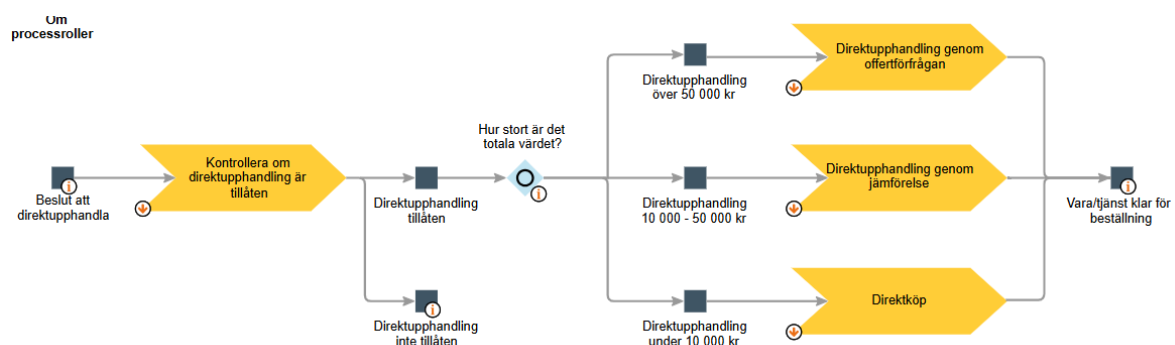 Om
processroller
Beslut att
direktupphandla
Kontrollera om
direktupphandling är
tillåten
Direktupphandling
tillåten
Direktupphandling
inte tillåten
Hur stort är det
totala värdet?
Direktupphandling
över 50 000 kr
Direktupphandling genom
offertförfrågan
Direktupphandling
10 000 - 50 000 kr
Direktupphandling genom
jämförelse
Direktupphandling
under 10 000 kr
Direktköp
Vara/tjänst klar för
beställning